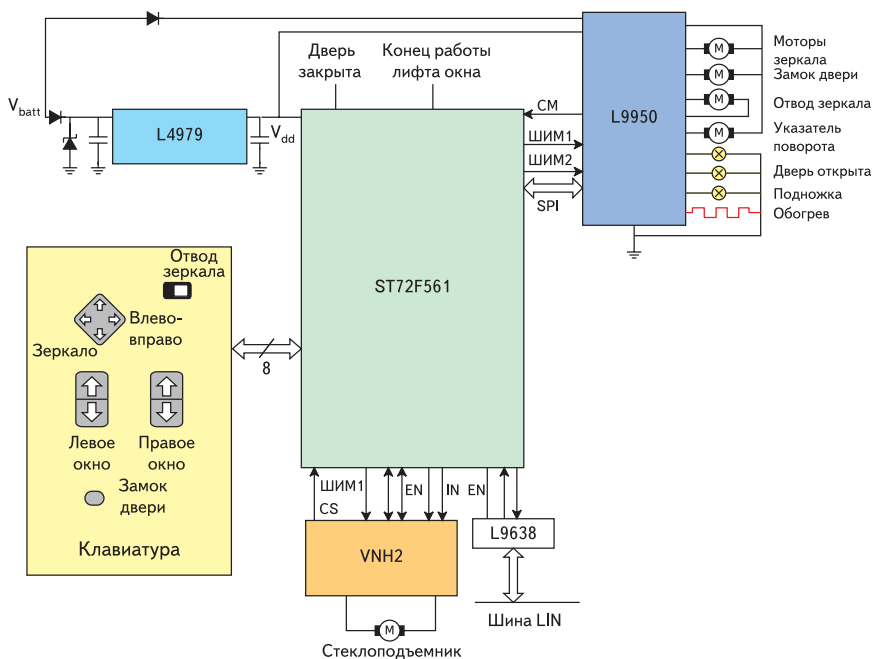 Дверь
закрыта
Конец работы
лифта окна
V batt
L4979
V dd
CM
ШИМ1
ШИМ2
SPI
L9950
M
M
M
M
Моторы
зеркала
Замок двери
Отвод зеркала
Указатель
поворота
Дверь открыта
Подножка
Обогрев
ST72F561
Отвод
зеркала
Влево-
вправо
Зеркало
8
Левое
окно
Правое
окно
Замок
двери
Клавиатура
ШИМ1
CS
EN
IN
EN
VNH2
L9638
M
Стеклоподъемник
Шина LIN